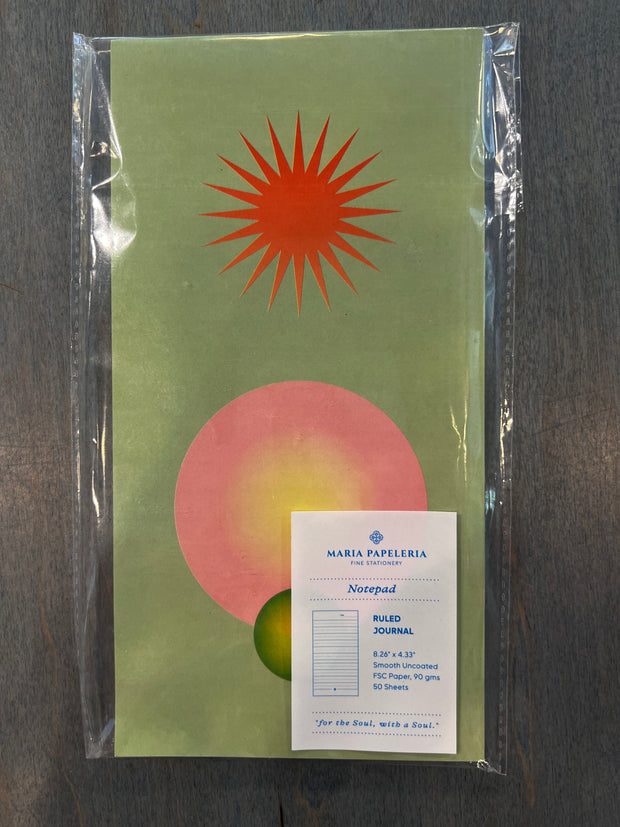 MARIA PAPELERIA
FINE STATIONERY
Notepad
RULED
JOURNAL
8.26" x 4.33"
Smooth Uncoated
FSC Paper, 90 gms
50 Sheets
"for the Soul, with a Soul."